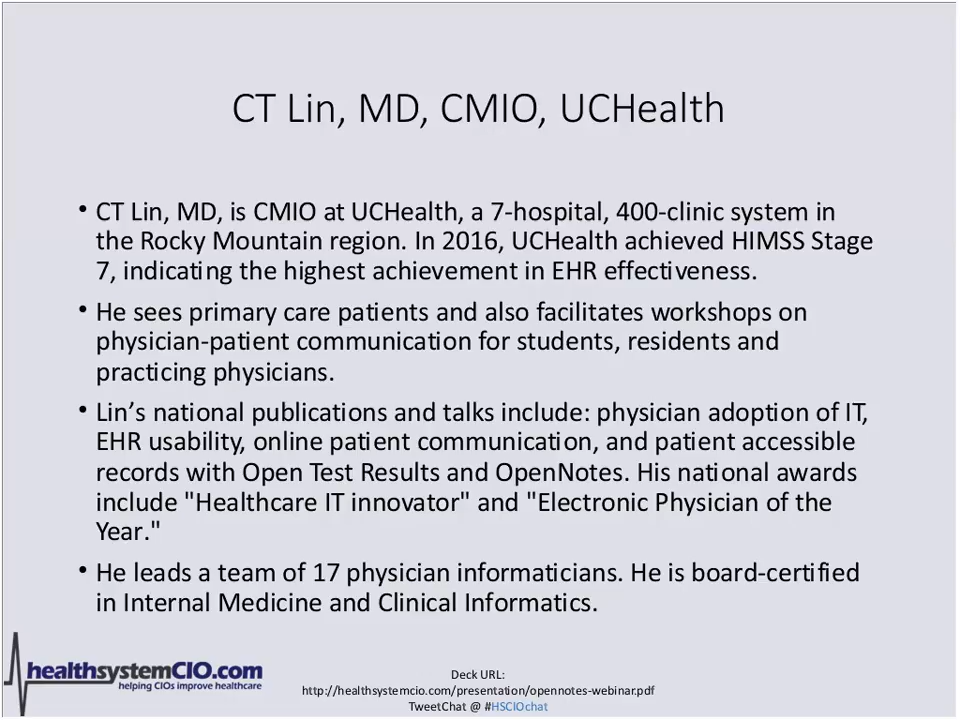 CT Lin, MD, CMIO, UCHealth
• CT Lin, MD, is CMIO at UCHealth, a 7-hospital, 400-clinic system in
the Rocky Mountain region. In 2016, UCHealth achieved HIMSS Stage
7, indicating the highest achievement in EHR effectiveness.
• He sees primary care patients and also facilitates workshops on
physician-patient communication for students, residents and
practicing physicians.
• Lin’s national publications and talks include: physician adoption of IT,
EHR usability, online patient communication, and patient accessible
records with Open Test Results and OpenNotes. His national awards
include "Healthcare IT innovator" and "Electronic Physician of the
Year."
• He leads a team of 17 physician informaticians. He is board-certified
in Internal Medicine and Clinical Informatics.
healthsystemCIO.com
helping CIOs improve healthcare
Deck URL:
http://healthsystemcio.com/presentation/opennotes-webinar.pdf
TweetChat @ #HSCIOchat